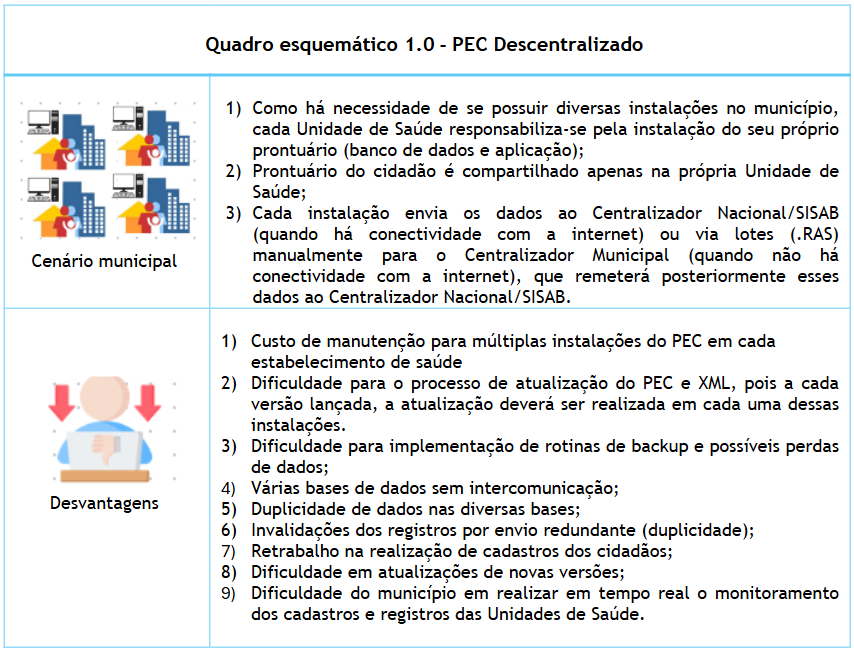 Quadro esquemático 1.0 - PEC Descentralizado
Cenário municipal
1) Como há necessidade de se possuir diversas instalações no município,
cada Unidade de Saúde responsabiliza-se pela instalação do seu próprio
prontuário (banco de dados e aplicação);
2) Prontuário do cidadão é compartilhado apenas na própria Unidade de
Saúde;
3) Cada instalação envia os dados ao Centralizador Nacional/SISAB
(quando há conectividade com a internet) ou via lotes (.RAS)
manualmente para o Centralizador Municipal (quando não há
conectividade com a internet), que remeterá posteriormente esses
dados ao Centralizador Nacional/SISAB.
Desvantagens
1) Custo de manutenção para múltiplas instalações do PEC em cada
estabelecimento de saúde
2) Dificuldade para o processo de atualização do PEC e XML, pois a cada
versão lançada, a atualização deverá ser realizada em cada uma dessas
instalações.
3) Dificuldade para implementação de rotinas de backup e possíveis perdas
de dados;
4) Várias bases de dados sem intercomunicação;
5) Duplicidade de dados nas diversas bases;
6) Invalidações dos registros por envio redundante (duplicidade);
7) Retrabalho na realização de cadastros dos cidadãos;
8) Dificuldade em atualizações de novas versões;
9) Dificuldade do município em realizar em tempo real o monitoramento
dos cadastros e registros das Unidades de Saúde.